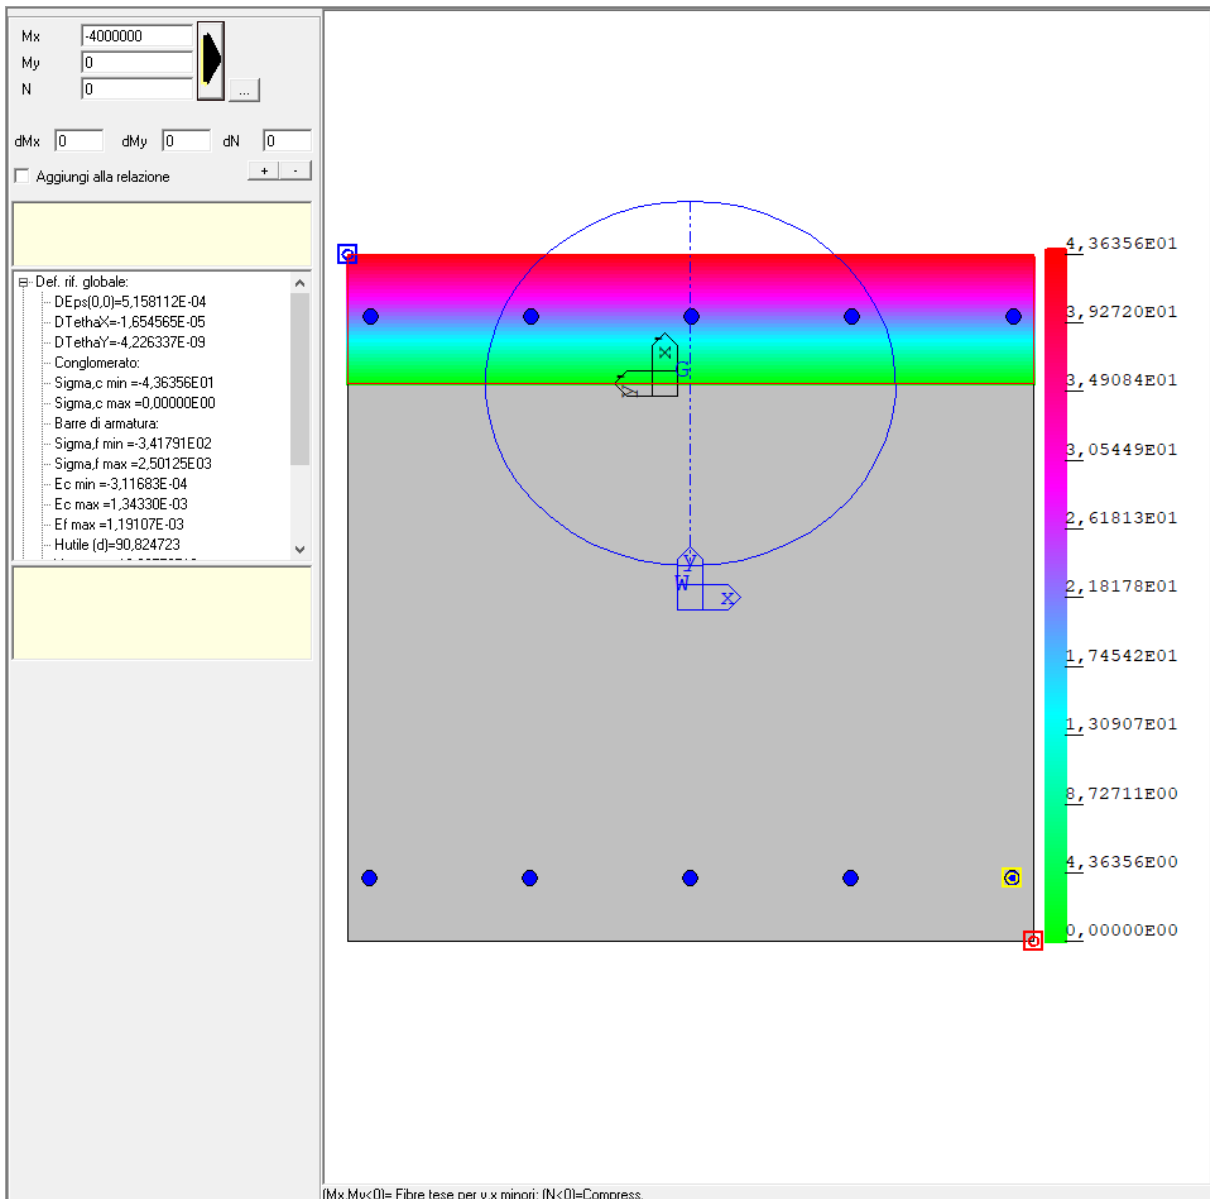 Mx -4000000
My 0
N 0
...
dMx 0 dMy 0 dN 0
+ -
Aggiungi alla relazione
Def. rif. globale:
DEps[0,0]=5,158112E-04
DTethaX=-1,654565E-05
DTethaY=-4,226337E-09
Conglomerato:
Sigma,c min =-4,36356E01
Sigma,c max =0,00000E00
Barre di armatura:
Sigma,f min =-3,41791E02
Sigma,f max =2,50125E03
Ec min =-3,11683E-04
Ec max =1,34330E-03
Ef max =1,19107E-03
Hutile (d)=90,824723
x
G
y
y
W
x
4,36356E01
3,92720E01
3,49084E01
3,05449E01
2,61813E01
2,18178E01
1,74542E01
1,30907E01
8,72711E00
4,36356E00
0,00000E00
(Mx,My<0)= Fibre tese per y,x minori; (N<0)=Compress.